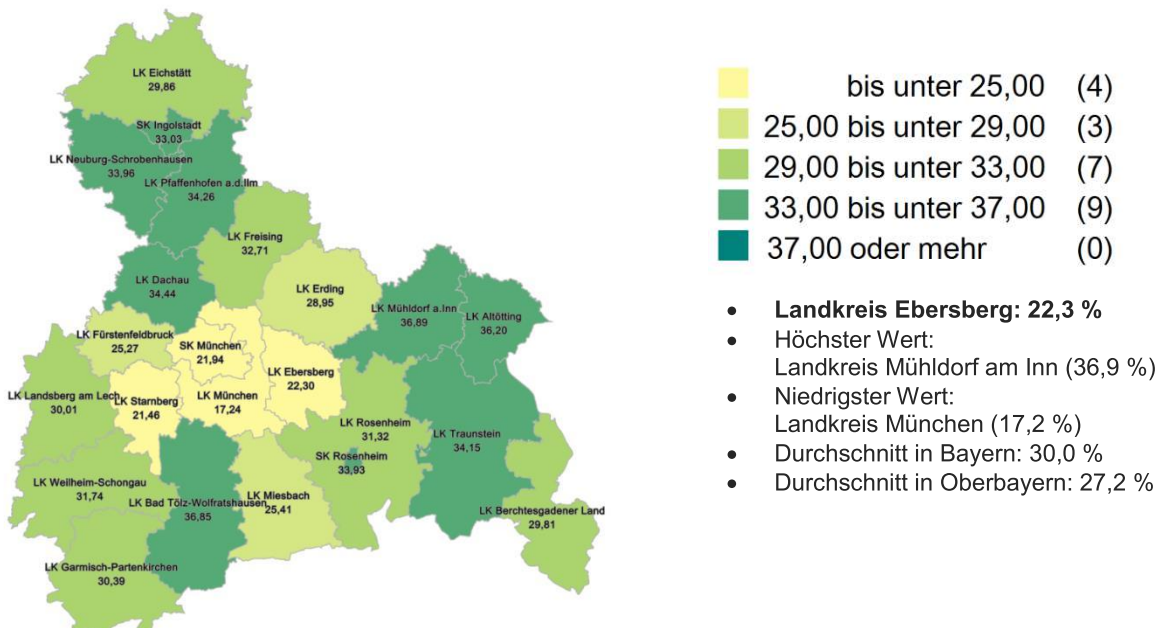 LK Eichstätt
29,86
SK Ingolstadt
33,03
LK Neuburg-Schrobenhausen
33,96
LK Pfaffenhofen a.d.Ilm
34,26
LK Freising
32,71
LK Dachau
34,44
LK Erding
28,95
LK Mühldorf a.Inn
36,89
LK Altötting
36,20
LK Fürstenfeldbruck
25,27
SK München
21,94
LK Ebersberg
22,30
LK Landsberg am Lech
30,01
LK Starnberg
21,46
LK München
17,24
LK Rosenheim
31,32
SK Rosenheim
33,93
LK Traunstein
34,15
LK Weilheim-Schongau
31,74
LK Bad Tölz-Wolfratshausen
36,85
LK Miesbach
25,41
LK Berchtesgadener Land
29,81
LK Garmisch-Partenkirchen
30,39
bis unter 25,00 (4)
25,00 bis unter 29,00 (3)
29,00 bis unter 33,00 (7)
33,00 bis unter 37,00 (9)
37,00 oder mehr (0)
• Landkreis Ebersberg: 22,3 %
• Höchster Wert:
Landkreis Mühldorf am Inn (36,9 %)
• Niedrigster Wert:
Landkreis München (17,2 %)
• Durchschnitt in Bayern: 30,0 %
• Durchschnitt in Oberbayern: 27,2 %